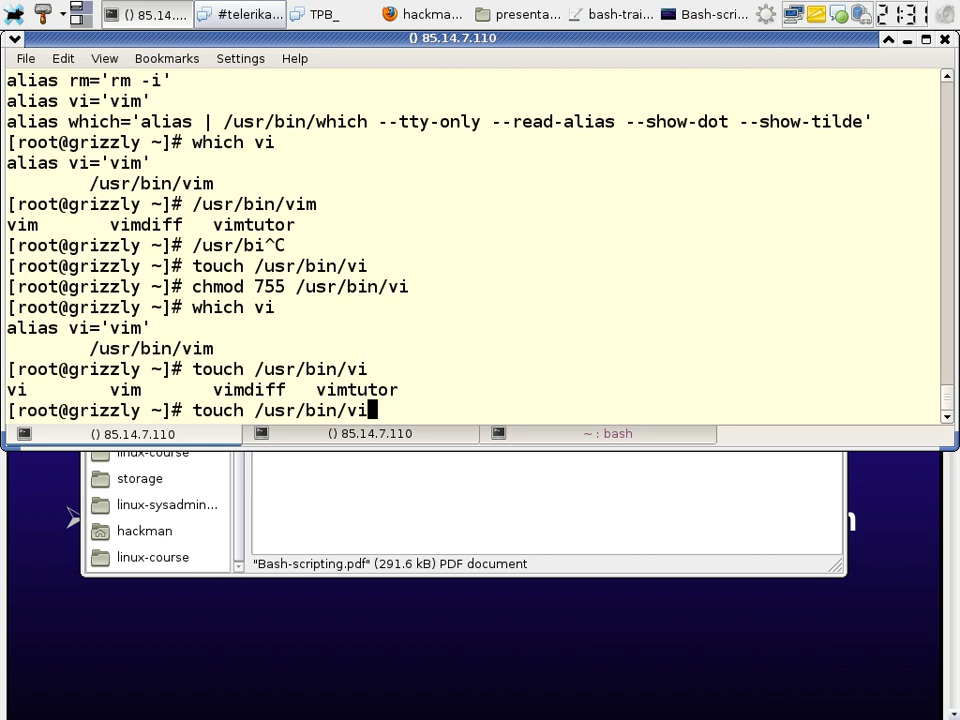 () 85.14....
#telerika...
TPB_
hackma...
presenta...
bash-trai...
Bash-scri...
21:31
() 85.14.7.110
File Edit View Bookmarks Settings Help
alias rm='rm -i'
alias vi='vim'
alias which='alias | /usr/bin/which --tty-only --read-alias --show-dot --show-tilde'
[root@grizzly ~]# which vi
alias vi='vim'
        /usr/bin/vim
[root@grizzly ~]# /usr/bin/vim
vim       vimdiff   vimtutor
[root@grizzly ~]# /usr/bi^C
[root@grizzly ~]# touch /usr/bin/vi
[root@grizzly ~]# chmod 755 /usr/bin/vi
[root@grizzly ~]# which vi
alias vi='vim'
        /usr/bin/vim
[root@grizzly ~]# touch /usr/bin/vi
vi        vim       vimdiff   vimtutor
[root@grizzly ~]# touch /usr/bin/vi
() 85.14.7.110
() 85.14.7.110
~ : bash
linux-course
storage
linux-sysadmin...
hackman
linux-course
"Bash-scripting.pdf" (291.6 kB) PDF document